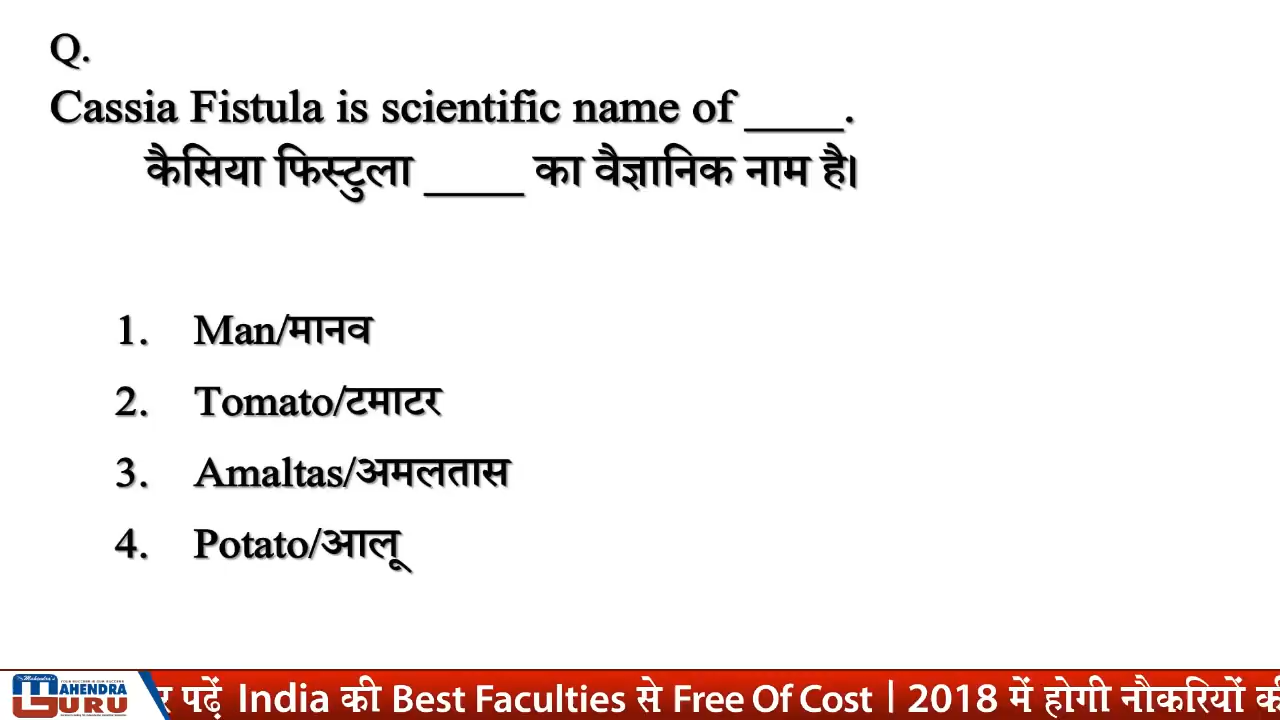 Q.
Cassia Fistula is scientific name of ____.
कैसिया फिस्टुला ____ का वैज्ञानिक नाम है।
1. Man/मानव
2. Tomato/टमाटर
3. Amaltas/अमलतास
4. Potato/आलू
Mahendra's
MAHENDRA
GURU
र पढ़ें India की Best Faculties से Free Of Cost | 2018 में होगी नौकरियों की